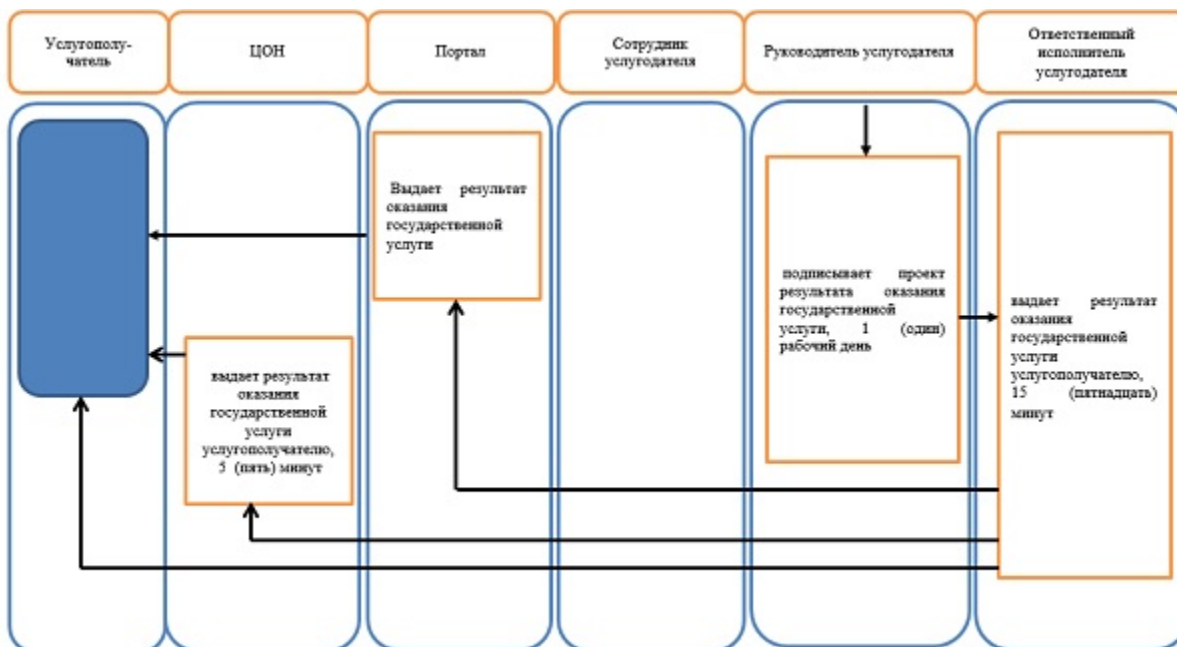 Услугополу-
чатель
ЦОН
Портал
Сотрудник
услугодателя
Руководитель услугодателя
Ответственный
исполнитель
услугодателя
Выдает результат
оказания
государственной
услуги
выдает результат
оказания
государственной
услуги
услугополучателю,
5 (пять) минут
подписывает проект
результата оказания
государственной
услуги, 1 (один)
рабочий день
выдает результат
оказания
государственной
услуги
услугополучателю,
15 (пятнадцать)
минут